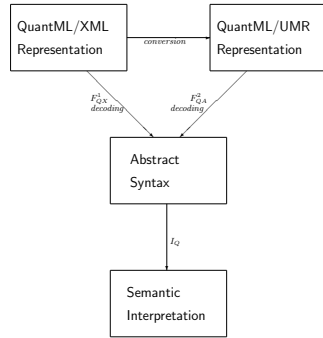 QuantML/XML
Representation
QuantML/UMR
Representation
conversion
F¹_QX
decoding
F²_QA
decoding
Abstract
Syntax
I_Q
Semantic
Interpretation